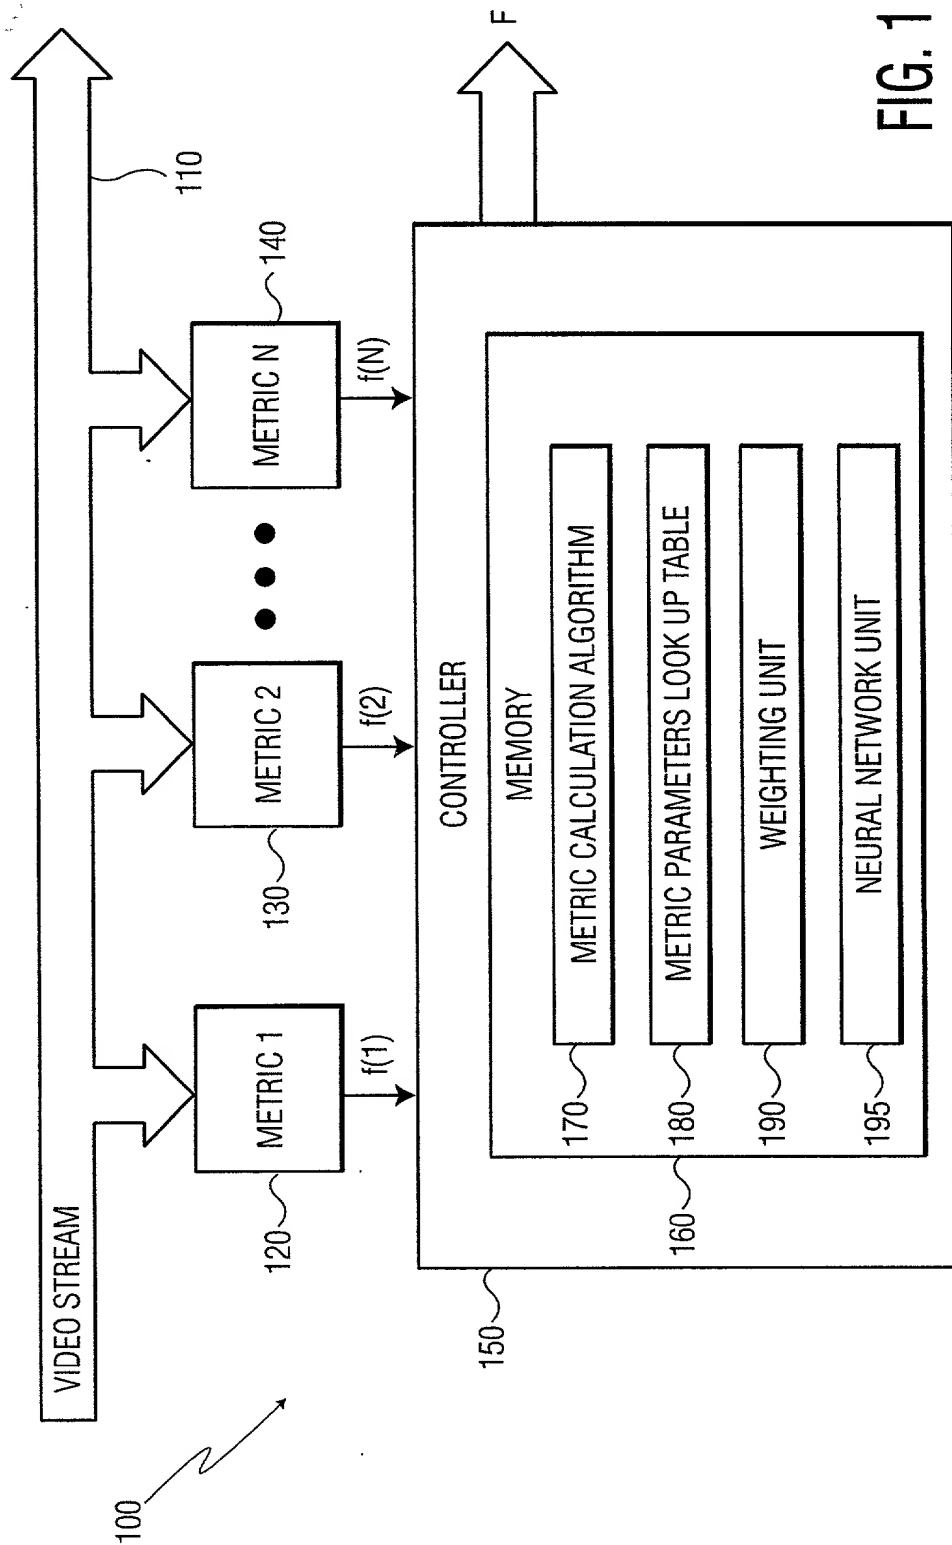 100
VIDEO STREAM
110
120
METRIC 1
130
METRIC 2
METRIC N
140
f(1)
f(2)
f(N)
150
CONTROLLER
F
160
MEMORY
170
METRIC CALCULATION ALGORITHM
180
METRIC PARAMETERS LOOK UP TABLE
190
WEIGHTING UNIT
195
NEURAL NETWORK UNIT
FIG. 1